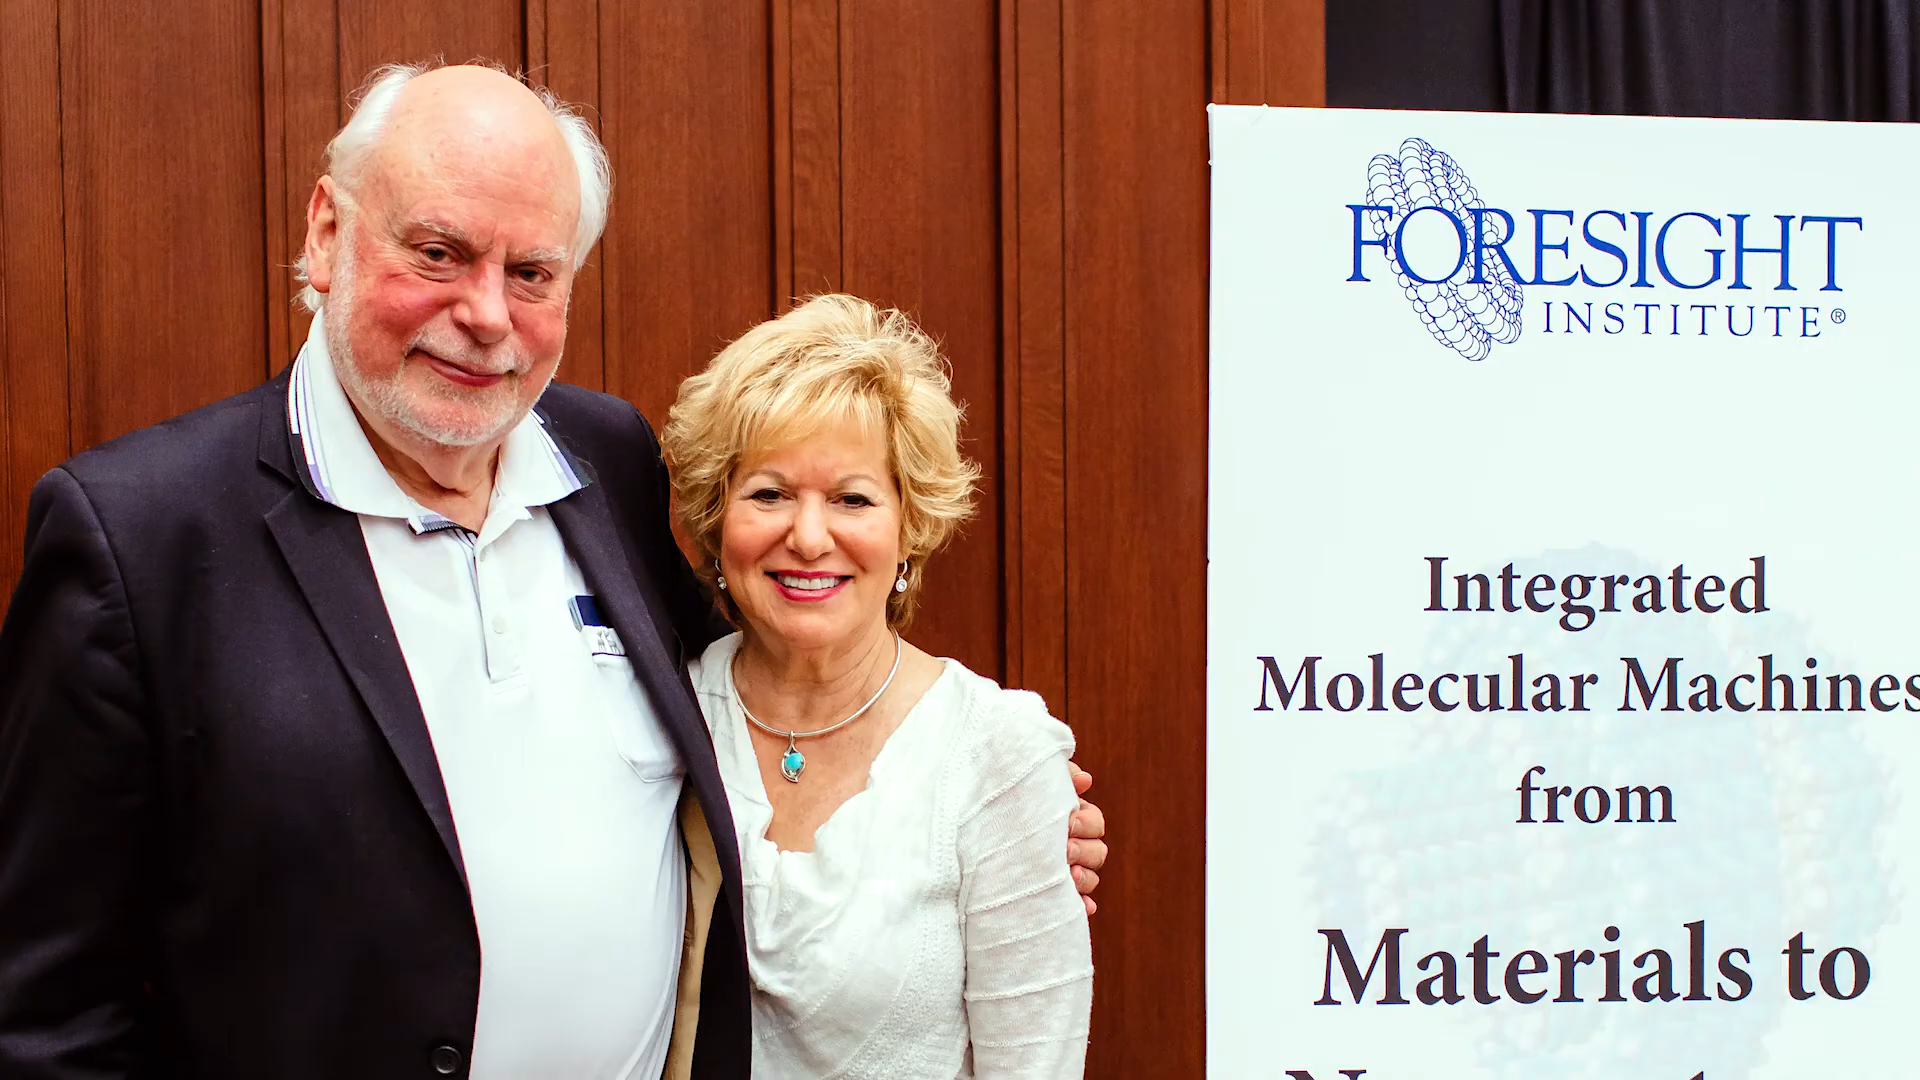 FORESIGHT
INSTITUTE®
Integrated
Molecular Machines
from
Materials to